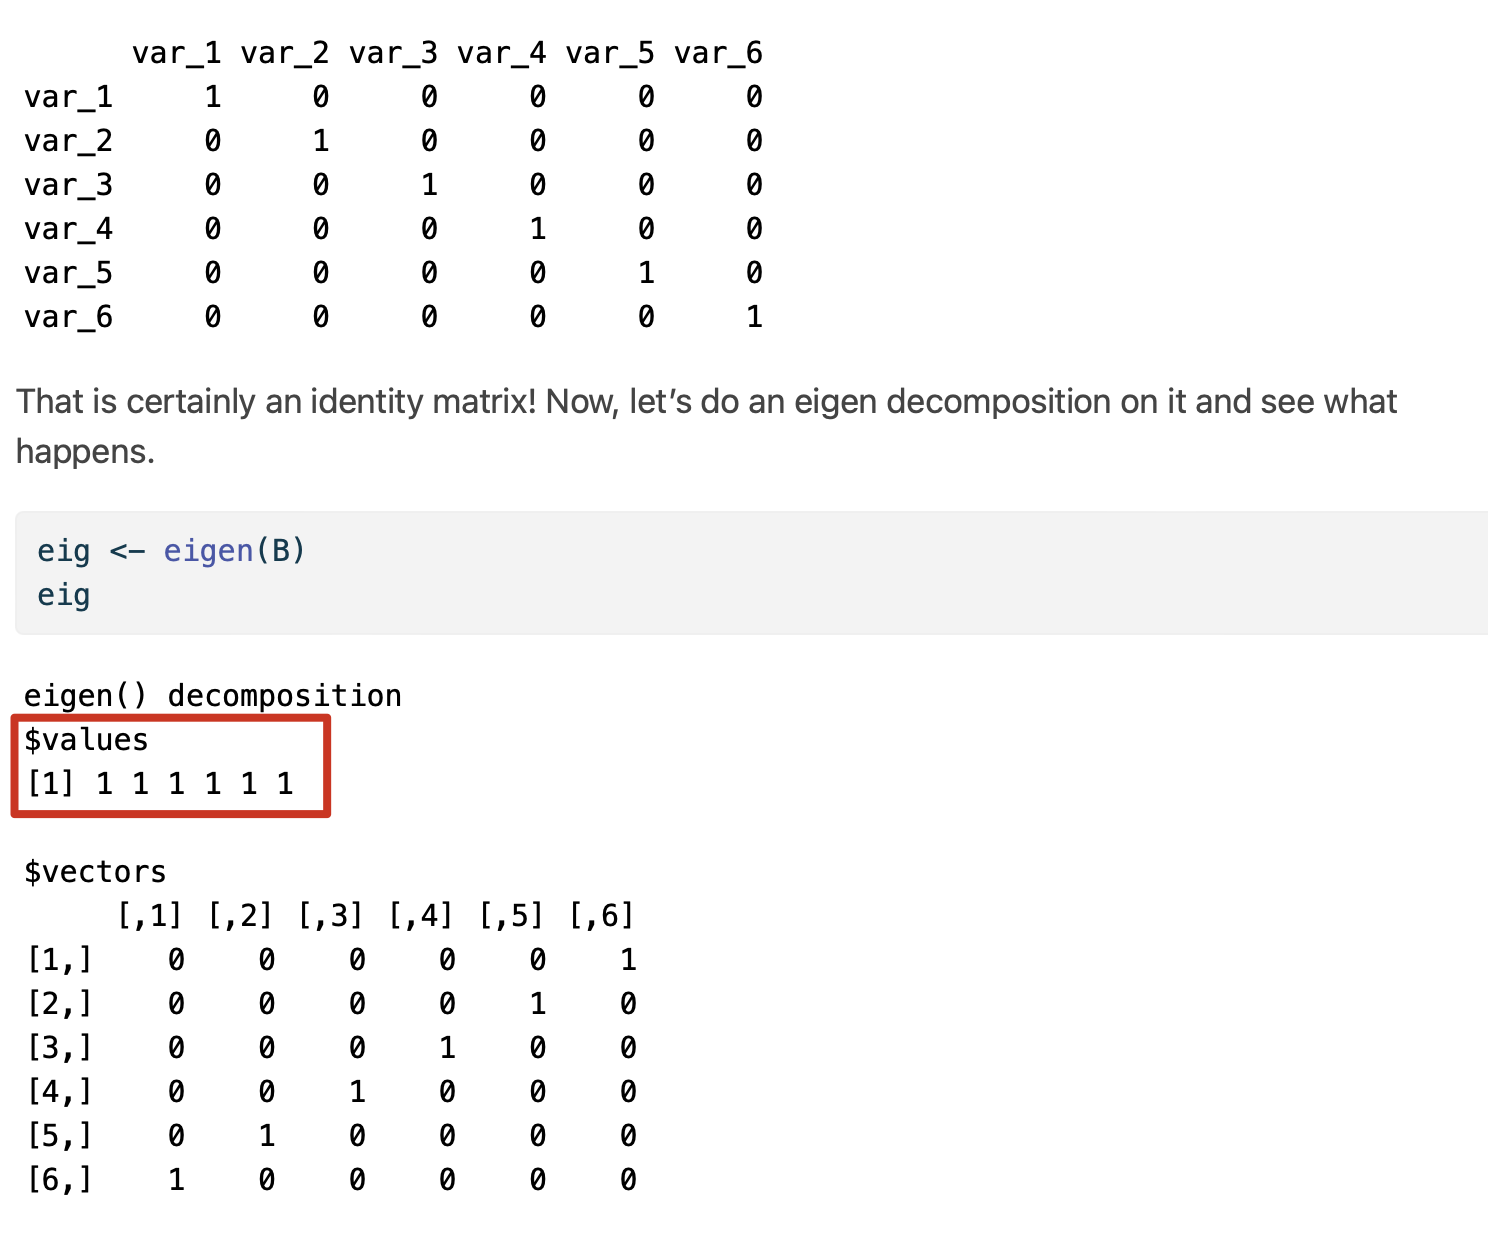 var_1 var_2 var_3 var_4 var_5 var_6
var_1 1 0 0 0 0 0
var_2 0 1 0 0 0 0
var_3 0 0 1 0 0 0
var_4 0 0 0 1 0 0
var_5 0 0 0 0 1 0
var_6 0 0 0 0 0 1
That is certainly an identity matrix! Now, let’s do an eigen decomposition on it and see what
happens.
eig <- eigen(B)
eig
eigen() decomposition
$values
[1] 1 1 1 1 1 1
$vectors
[,1] [,2] [,3] [,4] [,5] [,6]
[1,] 0 0 0 0 0 1
[2,] 0 0 0 0 1 0
[3,] 0 0 0 1 0 0
[4,] 0 0 1 0 0 0
[5,] 0 1 0 0 0 0
[6,] 1 0 0 0 0 0